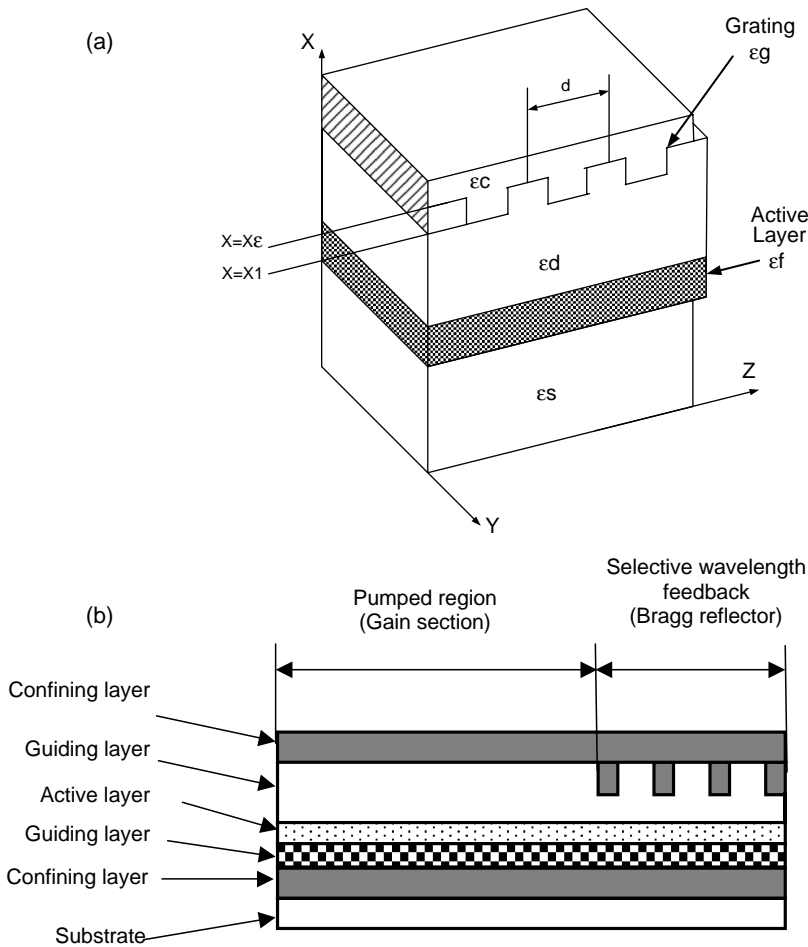 (a)
X
Grating
εg
d
εc
X=Xε
X=X1
Active
Layer
εf
εd
Z
εs
Y
(b)
Pumped region
(Gain section)
Selective wavelength
feedback
(Bragg reflector)
Confining layer
Guiding layer
Active layer
Guiding layer
Confining layer
Substrate